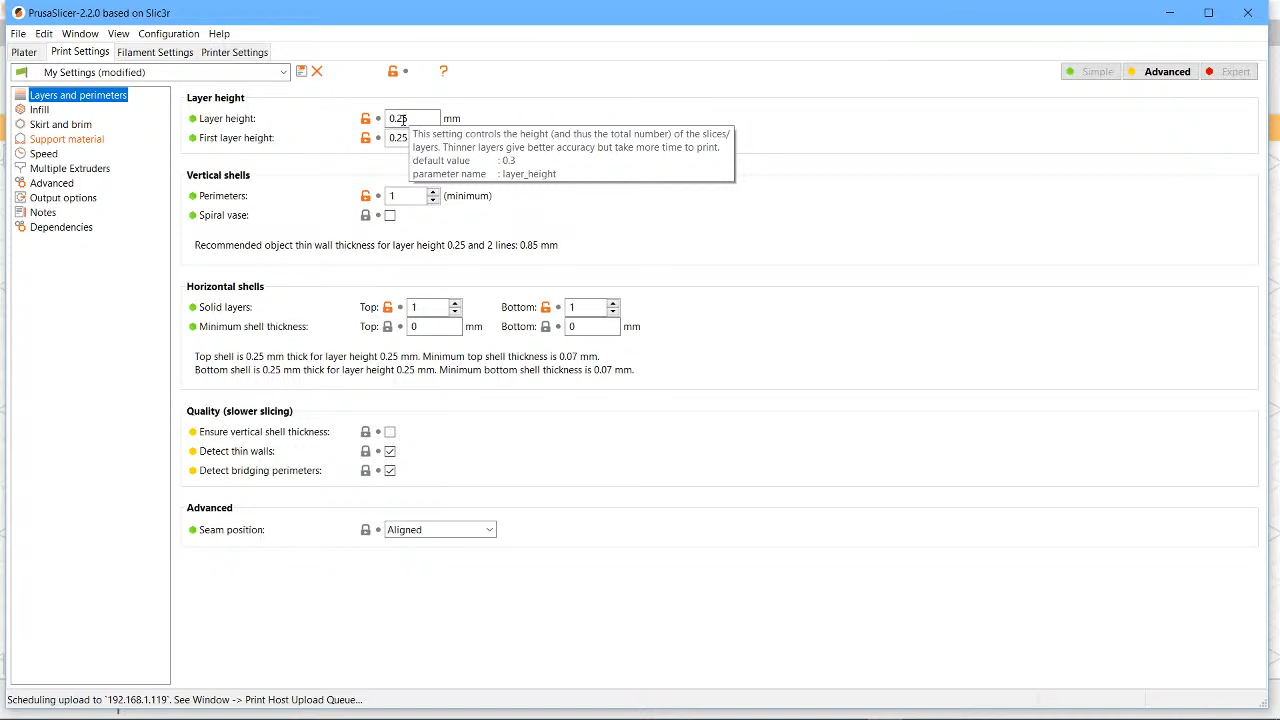 PrusaSlicer-2.2.0 based on Slic3r
File Edit Window View Configuration Help
Plater Print Settings Filament Settings Printer Settings
My Settings (modified) ? Simple Advanced Expert
Layers and perimeters
Infill
Skirt and brim
Support material
Speed
Multiple Extruders
Advanced
Output options
Notes
Dependencies
Layer height
Layer height: 0.25 mm
First layer height: 0.25
This setting controls the height (and thus the total number) of the slices/
layers. Thinner layers give better accuracy but take more time to print.
default value : 0.3
parameter name : layer_height
Vertical shells
Perimeters: 1 (minimum)
Spiral vase:
Recommended object thin wall thickness for layer height 0.25 and 2 lines: 0.85 mm
Horizontal shells
Solid layers: Top: 1 Bottom: 1
Minimum shell thickness: Top: 0 mm Bottom: 0 mm
Top shell is 0.25 mm thick for layer height 0.25 mm. Minimum top shell thickness is 0.07 mm.
Bottom shell is 0.25 mm thick for layer height 0.25 mm. Minimum bottom shell thickness is 0.07 mm.
Quality (slower slicing)
Ensure vertical shell thickness:
Detect thin walls:
Detect bridging perimeters:
Advanced
Seam position: Aligned
Scheduling upload to `192.168.1.119`. See Window -> Print Host Upload Queue...